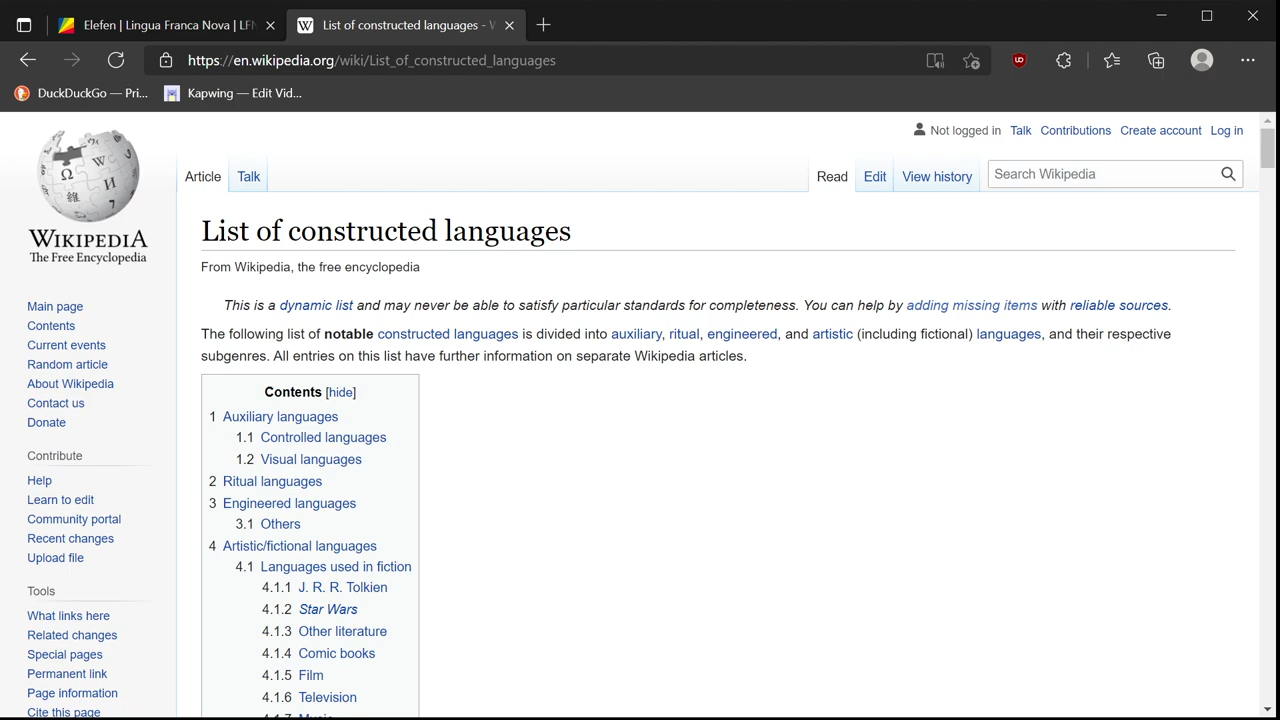 Elefen | Lingua Franca Nova | LFN
List of constructed languages - W
https://en.wikipedia.org/wiki/List_of_constructed_languages
DuckDuckGo — Pri...
Kapwing — Edit Vid...
Not logged in Talk Contributions Create account Log in
Article Talk
Read Edit View history Search Wikipedia
WIKIPEDIA
The Free Encyclopedia
Main page
Contents
Current events
Random article
About Wikipedia
Contact us
Donate
Contribute
Help
Learn to edit
Community portal
Recent changes
Upload file
Tools
What links here
Related changes
Special pages
Permanent link
Page information
Cite this page
List of constructed languages
From Wikipedia, the free encyclopedia
This is a dynamic list and may never be able to satisfy particular standards for completeness. You can help by adding missing items with reliable sources.
The following list of notable constructed languages is divided into auxiliary, ritual, engineered, and artistic (including fictional) languages, and their respective
subgenres. All entries on this list have further information on separate Wikipedia articles.
Contents [hide]
1 Auxiliary languages
1.1 Controlled languages
1.2 Visual languages
2 Ritual languages
3 Engineered languages
3.1 Others
4 Artistic/fictional languages
4.1 Languages used in fiction
4.1.1 J. R. R. Tolkien
4.1.2 Star Wars
4.1.3 Other literature
4.1.4 Comic books
4.1.5 Film
4.1.6 Television